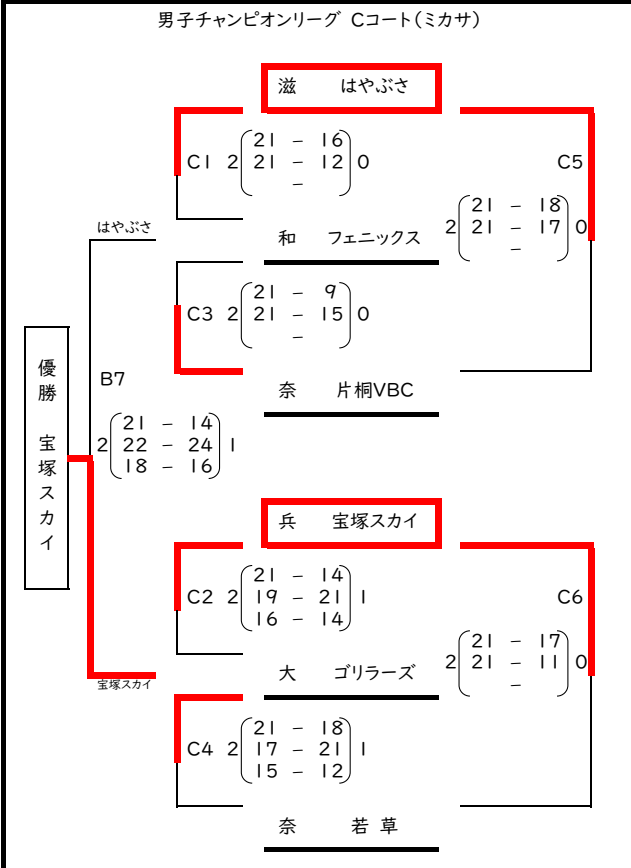 男子チャンピオンリーグ Cコート(ミカサ)
滋 はやぶさ
C1 2 21 - 16 0
21 - 12
-
C5
2 21 - 18 0
21 - 17
-
はやぶさ
和 フェニックス
C3 2 21 - 9 0
21 - 15
-
奈 片桐VBC
B7
2 21 - 14 1
22 - 24
18 - 16
優勝 宝塚スカイ
兵 宝塚スカイ
C2 2 21 - 14 1
19 - 21
16 - 14
C6
2 21 - 17 0
21 - 11
-
大 ゴリラーズ
宝塚スカイ
C4 2 21 - 18 1
17 - 21
15 - 12
奈 若草